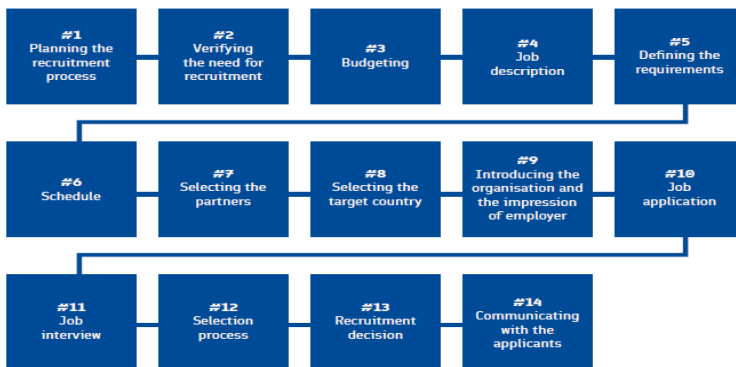 #1
Planning the
recruitment
process
#2
Verifying
the need for
recruitment
#3
Budgeting
#4
Job
description
#5
Defining the
requirements
#6
Schedule
#7
Selecting the
partners
#8
Selecting the
target country
#9
Introducing the
organisation and
the impression
of employer
#10
Job
application
#11
Job
interview
#12
Selection
process
#13
Recruitment
decision
#14
Communicating
with the
applicants